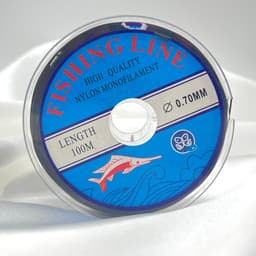 FISHING LINE
HIGH QUALITY
NYLON MONOFILAMENT
LENGTH
100M
Ø 0.70MM